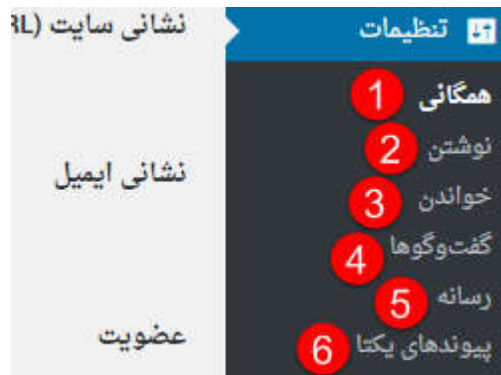 تنظیمات
همگانی 1
نوشتن 2
خواندن 3
گفت‌وگوها 4
رسانه 5
پیوندهای یکتا 6
نشانی سایت (RL
نشانی ایمیل
عضویت